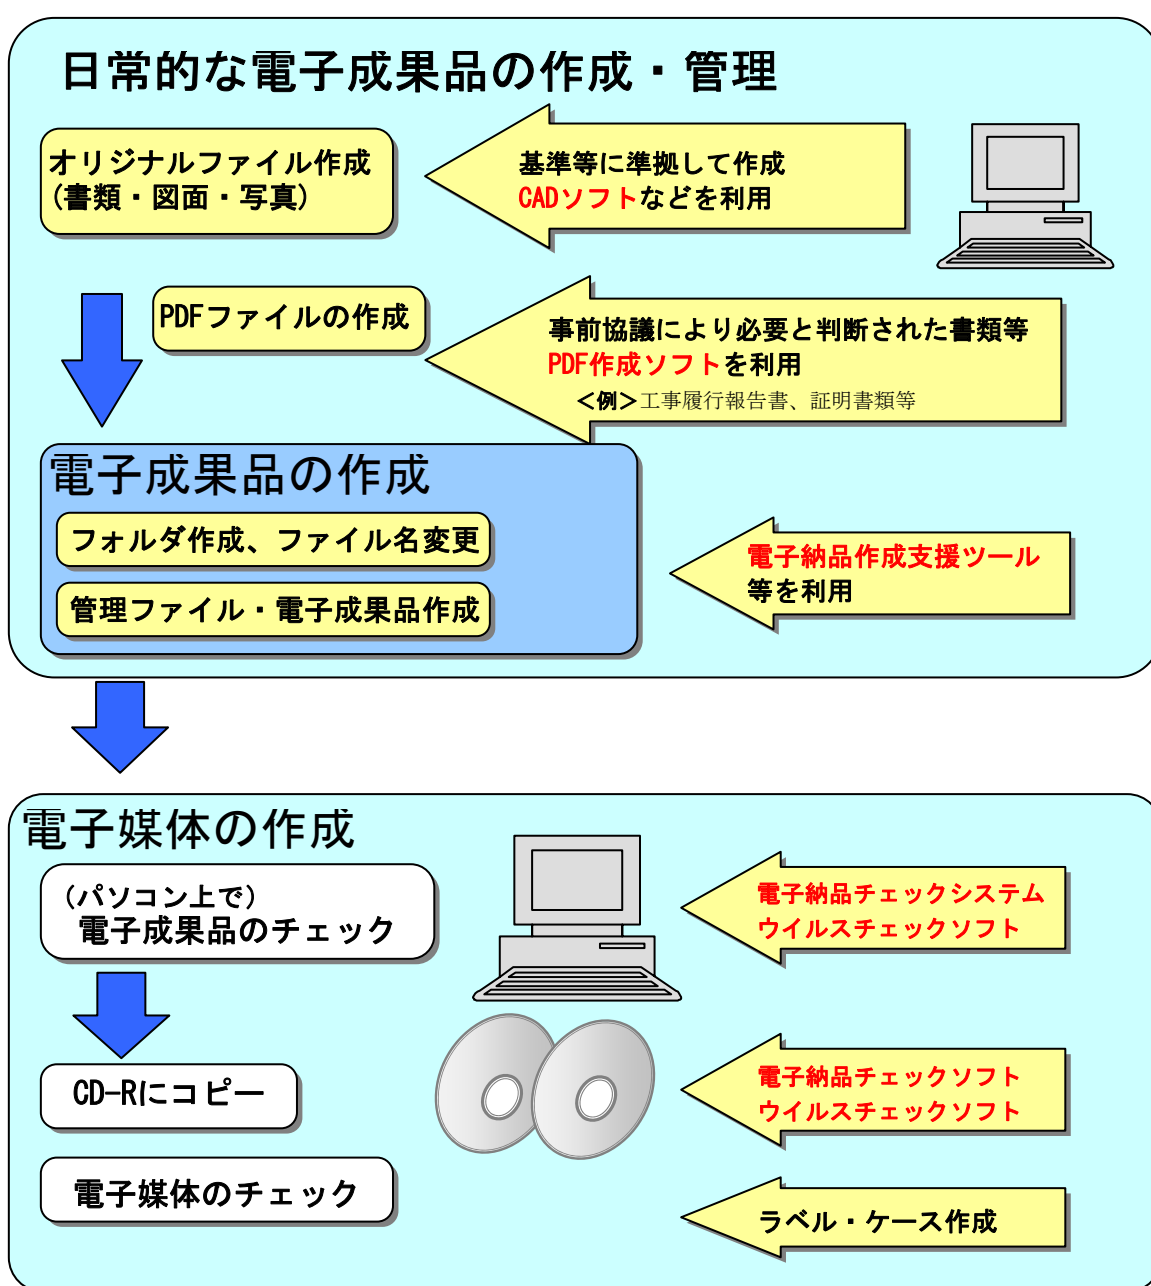 日常的な電子成果品の作成・管理
オリジナルファイル作成
(書類・図面・写真)
基準等に準拠して作成
CADソフトなどを利用
PDFファイルの作成
事前協議により必要と判断された書類等
PDF作成ソフトを利用
＜例＞工事履行報告書、証明書類等
電子成果品の作成
フォルダ作成、ファイル名変更
管理ファイル・電子成果品作成
電子納品作成支援ツール
等を利用
電子媒体の作成
(パソコン上で)
電子成果品のチェック
電子納品チェックシステム
ウイルスチェックソフト
CD-Rにコピー
電子納品チェックソフト
ウイルスチェックソフト
電子媒体のチェック
ラベル・ケース作成